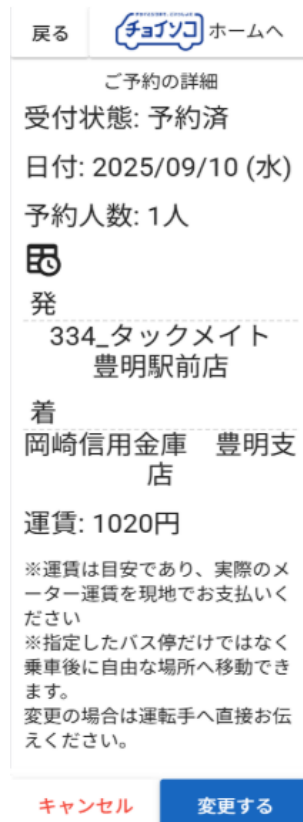 戻る
チョイソコ
ホームへ
ご予約の詳細
受付状態: 予約済
日付: 2025/09/10 (水)
予約人数: 1人
発
334_タックメイト
豊明駅前店
着
岡崎信用金庫　豊明支
店
運賃: 1020円
※運賃は目安であり、実際のメ
ーター運賃を現地でお支払いく
ださい
※指定したバス停だけではなく
乗車後に自由な場所へ移動でき
ます。
変更の場合は運転手へ直接お伝
えください。
キャンセル
変更する